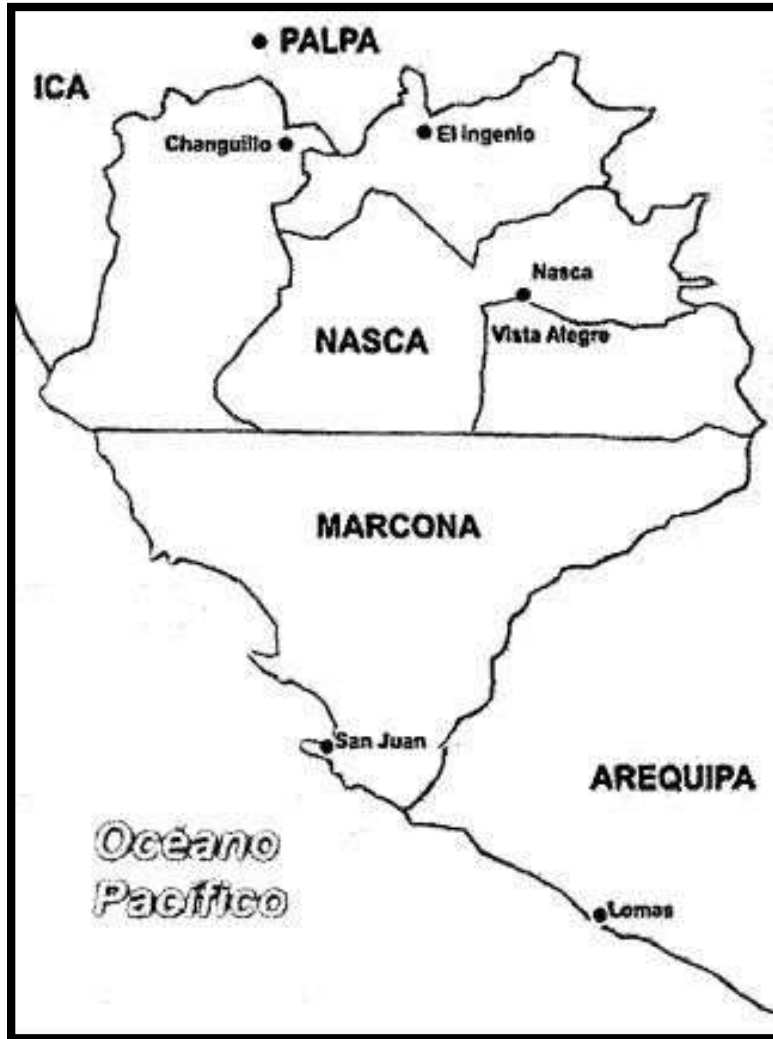 PALPA
ICA
Changuillo
El Ingenio
Nasca
NASCA
Vista Alegre
MARCONA
San Juan
AREQUIPA
Océano
Pacífico
Lomas